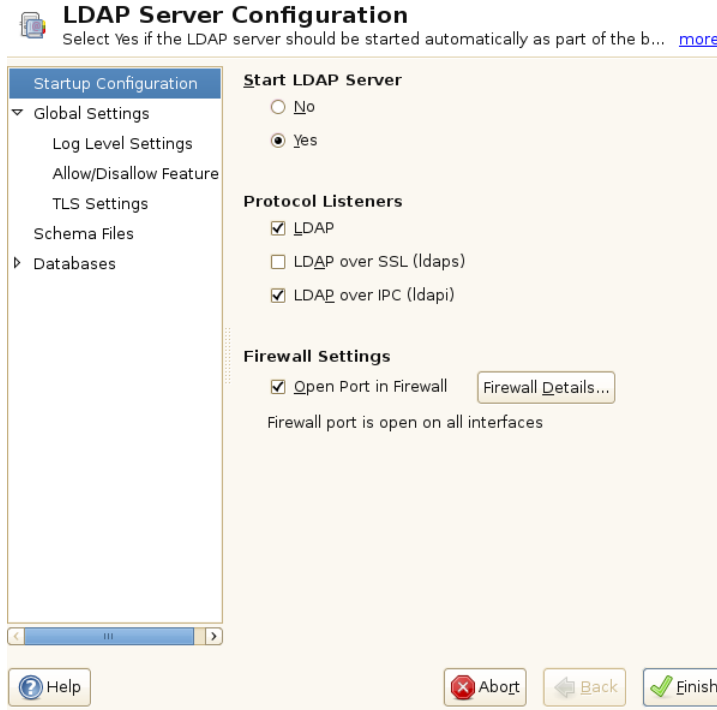 LDAP Server Configuration
Select Yes if the LDAP server should be started automatically as part of the b... more
Startup Configuration
Global Settings
Log Level Settings
Allow/Disallow Feature
TLS Settings
Schema Files
Databases
Start LDAP Server
No
Yes
Protocol Listeners
LDAP
LDAP over SSL (ldaps)
LDAP over IPC (ldapi)
Firewall Settings
Open Port in Firewall
Firewall Details...
Firewall port is open on all interfaces
Help
Abort
Back
Finish